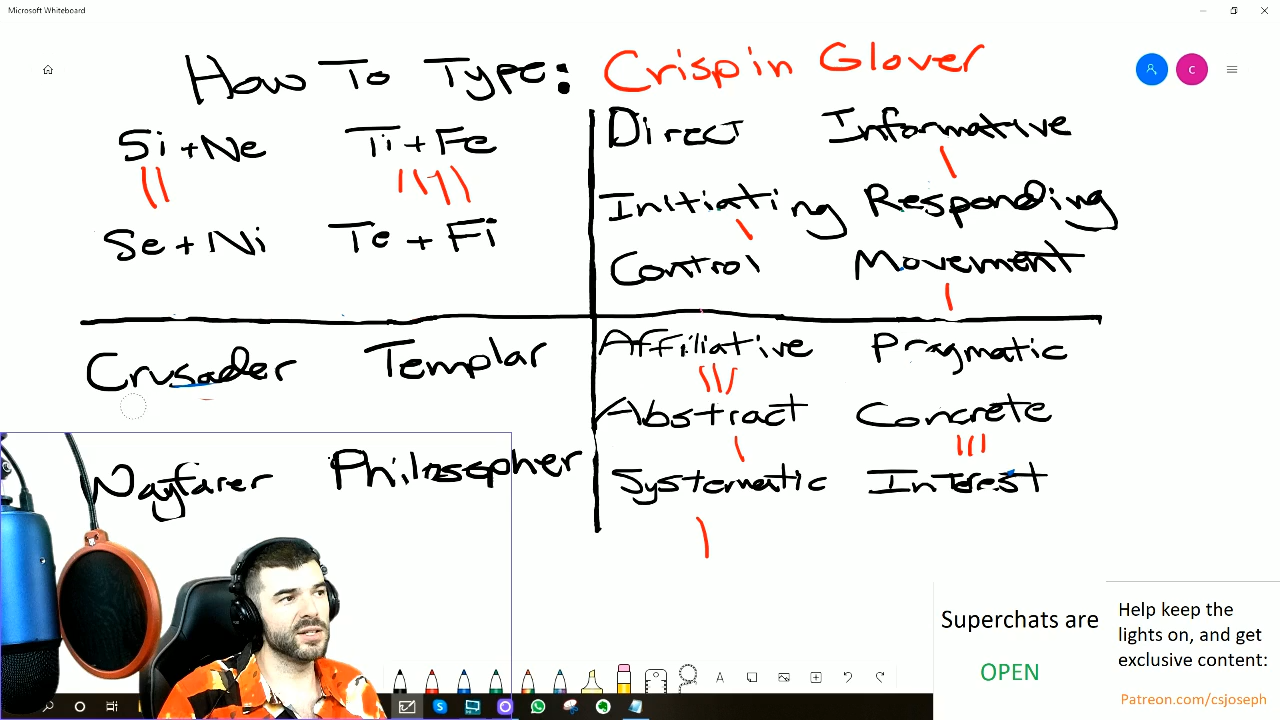 Microsoft Whiteboard
How To Type: Crispin Glover
Si + Ne Ti + Fe
Se + Ni Te + Fi
Direct Informative
Initiating Responding
Control Movement
Crusader Templar
Wayfarer Philosopher
Affiliative Pragmatic
Abstract Concrete
Systematic Interest
C
A
Superchats are
OPEN
Help keep the
lights on, and get
exclusive content:
Patreon.com/csjoseph